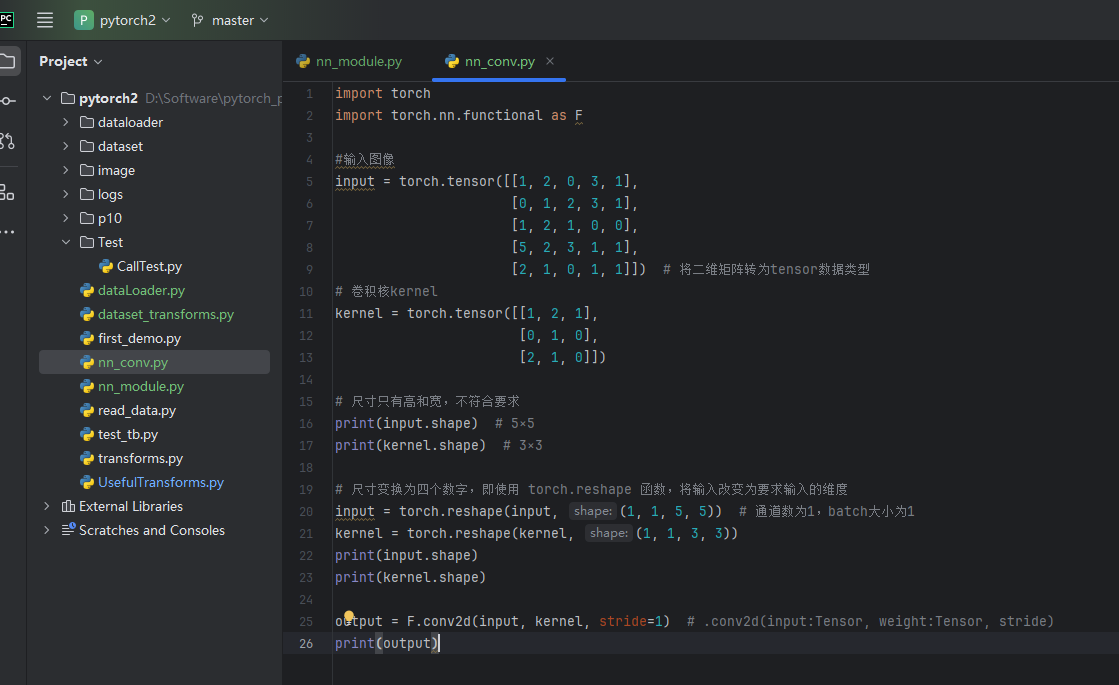 PC
P pytorch2 master
Project
nn_module.py nn_conv.py
pytorch2 D:\Software\pytorch_p
dataloader
dataset
image
logs
p10
Test
CallTest.py
dataLoader.py
dataset_transforms.py
first_demo.py
nn_conv.py
nn_module.py
read_data.py
test_tb.py
transforms.py
UsefulTransforms.py
External Libraries
Scratches and Consoles
1 import torch
2 import torch.nn.functional as F
3
4 #输入图像
5 input = torch.tensor([[1, 2, 0, 3, 1],
6 [0, 1, 2, 3, 1],
7 [1, 2, 1, 0, 0],
8 [5, 2, 3, 1, 1],
9 [2, 1, 0, 1, 1]]) # 将二维矩阵转为tensor数据类型
10 # 卷积核kernel
11 kernel = torch.tensor([[1, 2, 1],
12 [0, 1, 0],
13 [2, 1, 0]])
14
15 # 尺寸只有高和宽，不符合要求
16 print(input.shape) # 5×5
17 print(kernel.shape) # 3×3
18
19 # 尺寸变换为四个数字，即使用 torch.reshape 函数，将输入改变为要求输入的维度
20 input = torch.reshape(input, shape: (1, 1, 5, 5)) # 通道数为1，batch大小为1
21 kernel = torch.reshape(kernel, shape: (1, 1, 3, 3))
22 print(input.shape)
23 print(kernel.shape)
24
25 output = F.conv2d(input, kernel, stride=1) # .conv2d(input:Tensor, weight:Tensor, stride)
26 print(output)